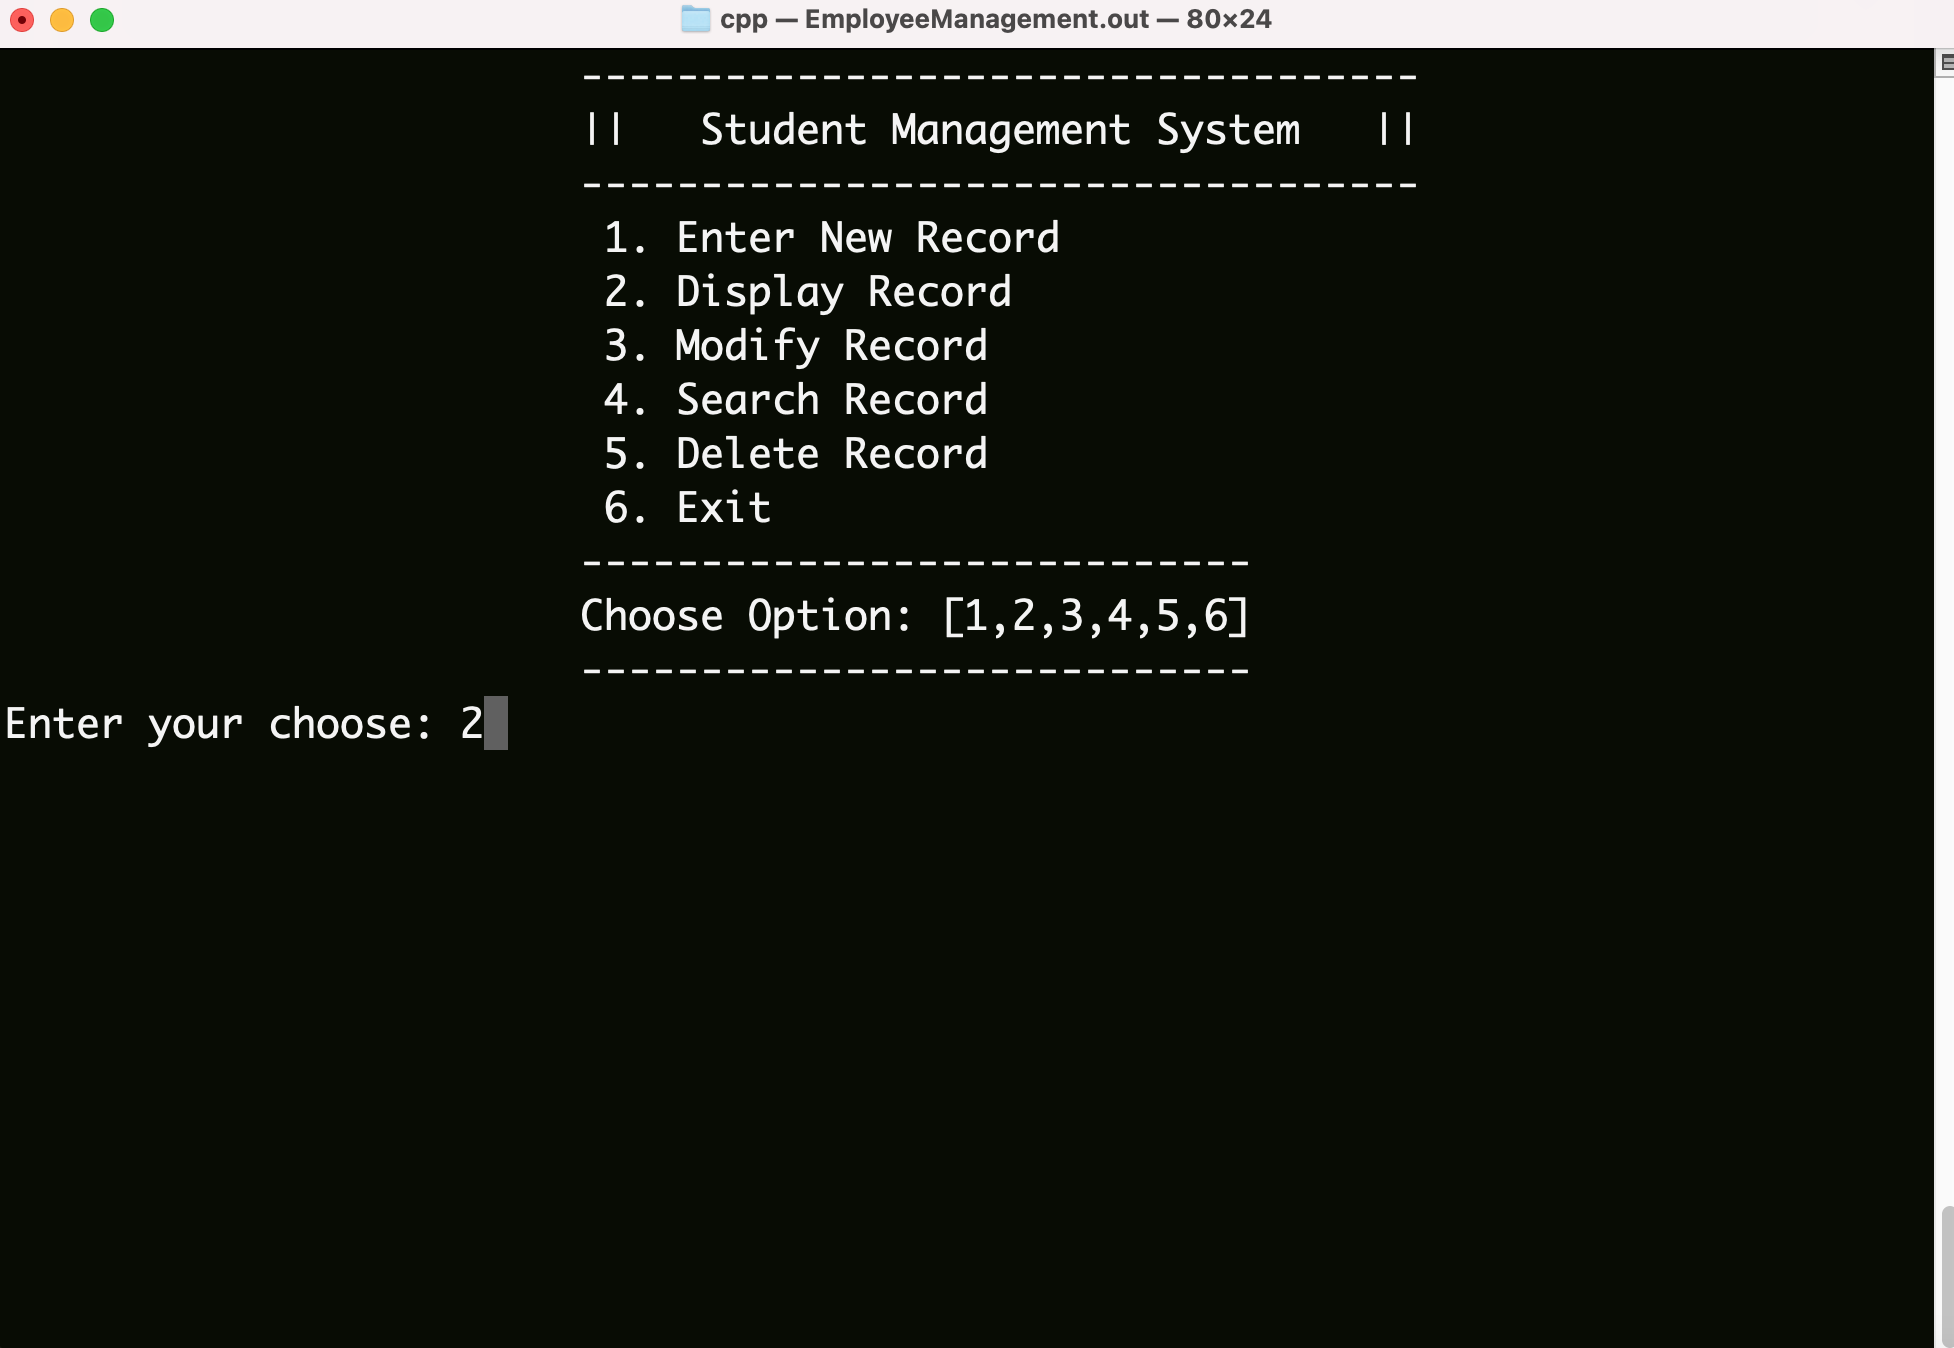 cpp — EmployeeManagement.out — 80×24
-----------------------------------
||   Student Management System   ||
-----------------------------------
1. Enter New Record
2. Display Record
3. Modify Record
4. Search Record
5. Delete Record
6. Exit
----------------------------
Choose Option: [1,2,3,4,5,6]
----------------------------
Enter your choose: 2